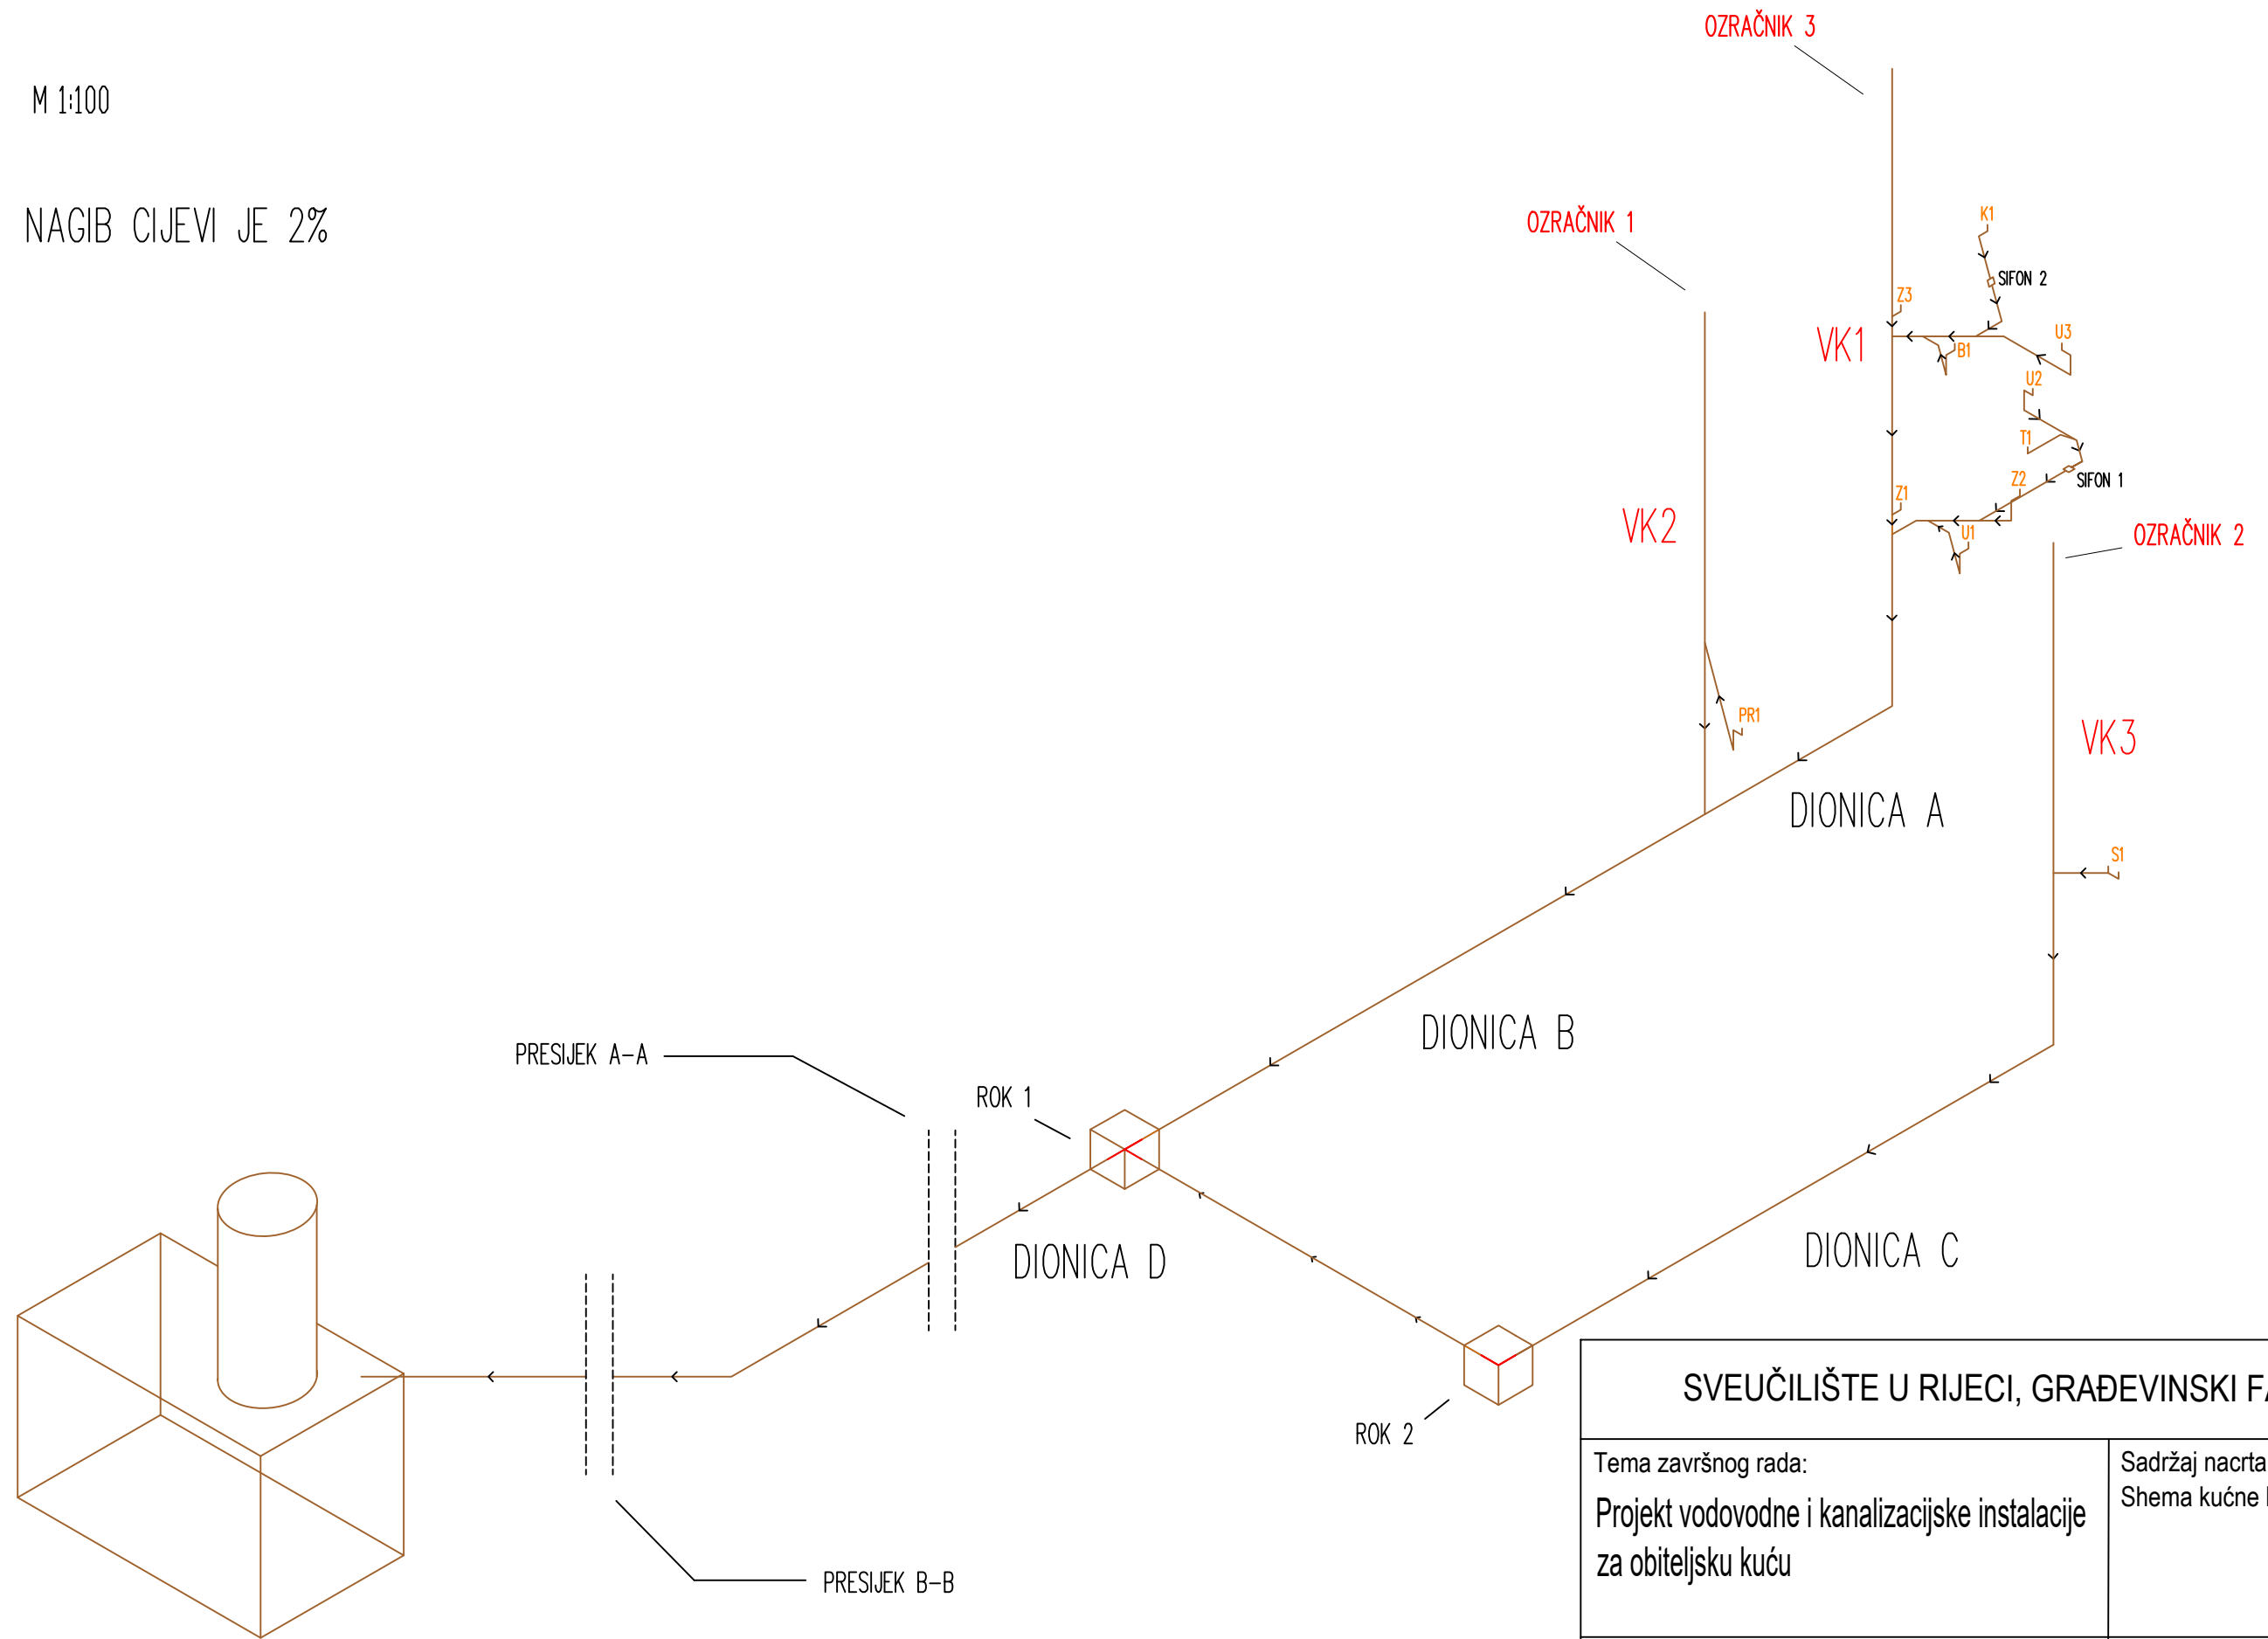 OZRAČNIK 3
M 1:100
NAGIB CIJEVI JE 2%
OZRAČNIK 1
K1
SIFON 2
Z3
VK1
U3
B1
U2
T1
Z2
SIFON 1
Z1
VK2
U1
OZRAČNIK 2
PR1
VK3
DIONICA A
S1
DIONICA B
PRESIJEK A-A
ROK 1
DIONICA D
DIONICA C
ROK 2
PRESIJEK B-B
SVEUČILIŠTE U RIJECI, GRAĐEVINSKI
Tema završnog rada:
Projekt vodovodne i kanalizacijske instalacije
za obiteljsku kuću
Sadržaj nacrta
Shema kućne